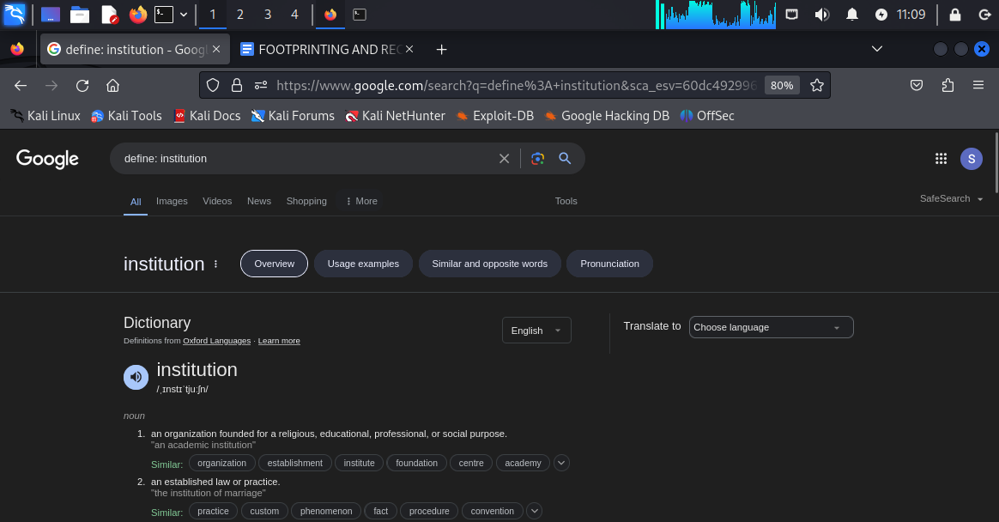 1 2 3 4 11:09
define: institution - Googl FOOTPRINTING AND REC
https://www.google.com/search?q=define%3A+institution&sca_esv=60dc492996 80%
Kali Linux Kali Tools Kali Docs Kali Forums Kali NetHunter Exploit-DB Google Hacking DB OffSec
Google define: institution S
All Images Videos News Shopping More Tools SafeSearch
institution Overview Usage examples Similar and opposite words Pronunciation
Dictionary English Translate to Choose language
Definitions from Oxford Languages · Learn more
institution
/ˌɪnstɪˈtjuːʃn/
noun
1. an organization founded for a religious, educational, professional, or social purpose.
"an academic institution"
Similar: organization establishment institute foundation centre academy
2. an established law or practice.
"the institution of marriage"
Similar: practice custom phenomenon fact procedure convention